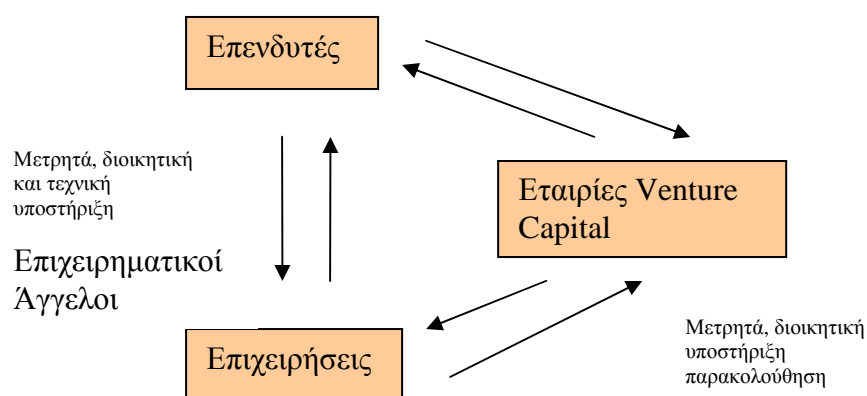 Επενδυτές
Μετρητά, διοικητική
και τεχνική
υποστήριξη
Εταιρίες Venture
Capital
Επιχειρηματικοί
Άγγελοι
Επιχειρήσεις
Μετρητά, διοικητική
υποστήριξη
παρακολούθηση